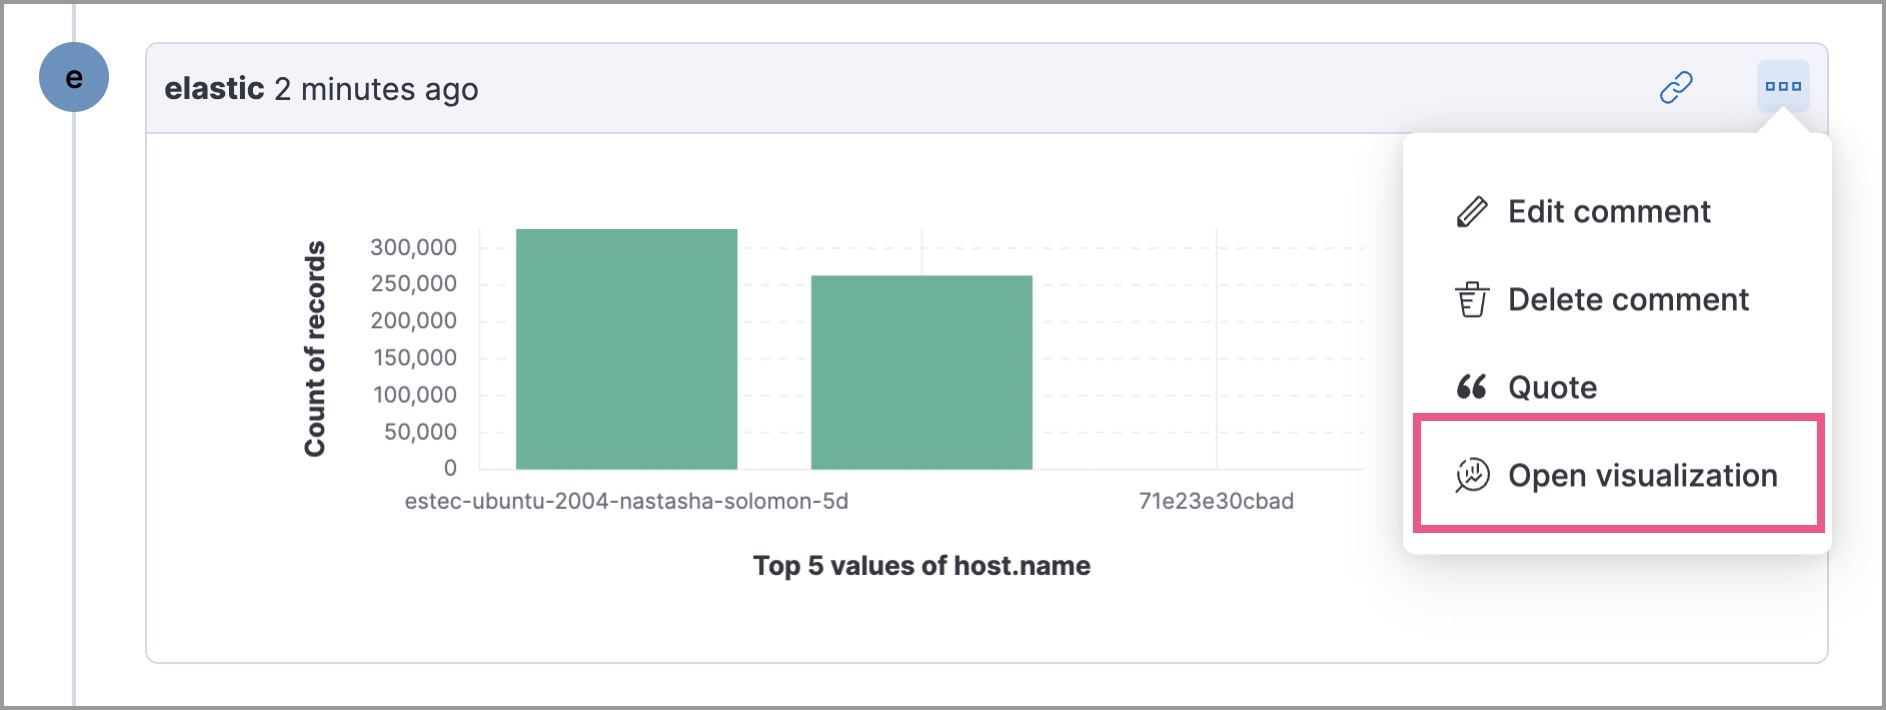 e
elastic 2 minutes ago
Edit comment
Delete comment
Quote
Open visualization
Count of records
300,000
250,000
200,000
150,000
100,000
50,000
0
estec-ubuntu-2004-nastasha-solomon-5d
71e23e30cbad
Top 5 values of host.name